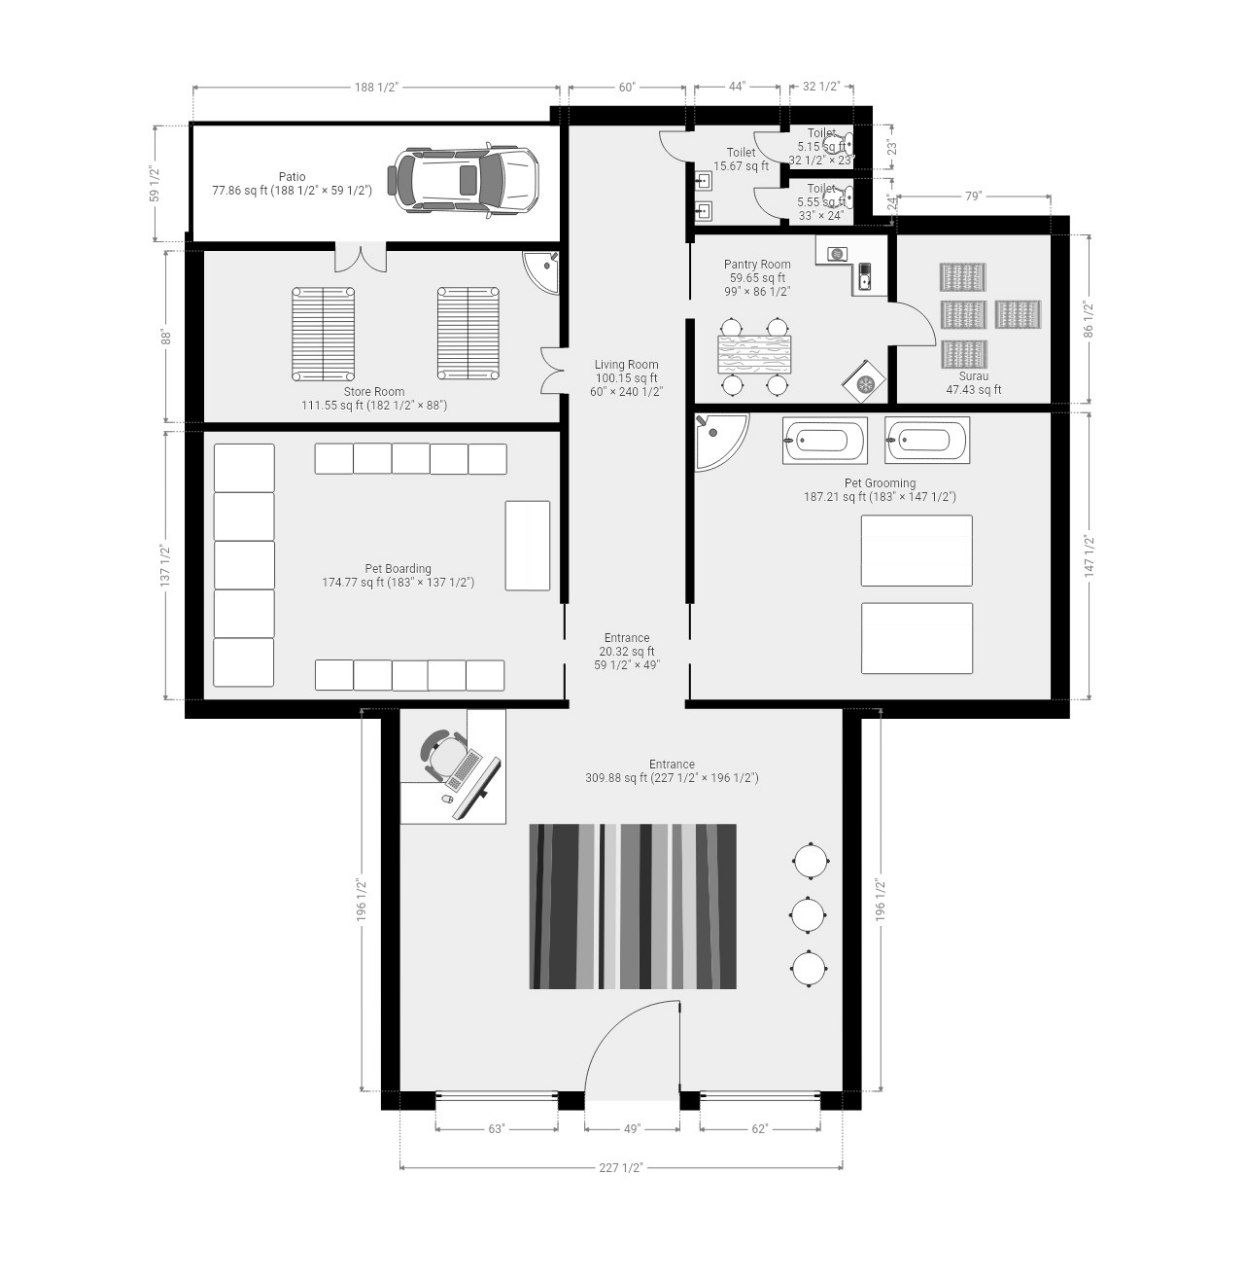 188 1/2"
60"
44"
32 1/2"
59 1/2"
Patio
77.86 sq ft (188 1/2" × 59 1/2")
Toilet
15.67 sq ft
Toilet
5.15 sq ft
32 1/2" × 23"
23"
Toilet
5.55 sq ft
33" × 24"
24"
79"
88"
Store Room
111.55 sq ft (182 1/2" × 88")
Living Room
100.15 sq ft
60" × 240 1/2"
Pantry Room
59.65 sq ft
99" × 86 1/2"
Surau
47.43 sq ft
86 1/2"
137 1/2"
Pet Boarding
174.77 sq ft (183" × 137 1/2")
Pet Grooming
187.21 sq ft (183" × 147 1/2")
147 1/2"
Entrance
20.32 sq ft
59 1/2" × 49"
Entrance
309.88 sq ft (227 1/2" × 196 1/2")
196 1/2"
196 1/2"
63"
49"
62"
227 1/2"